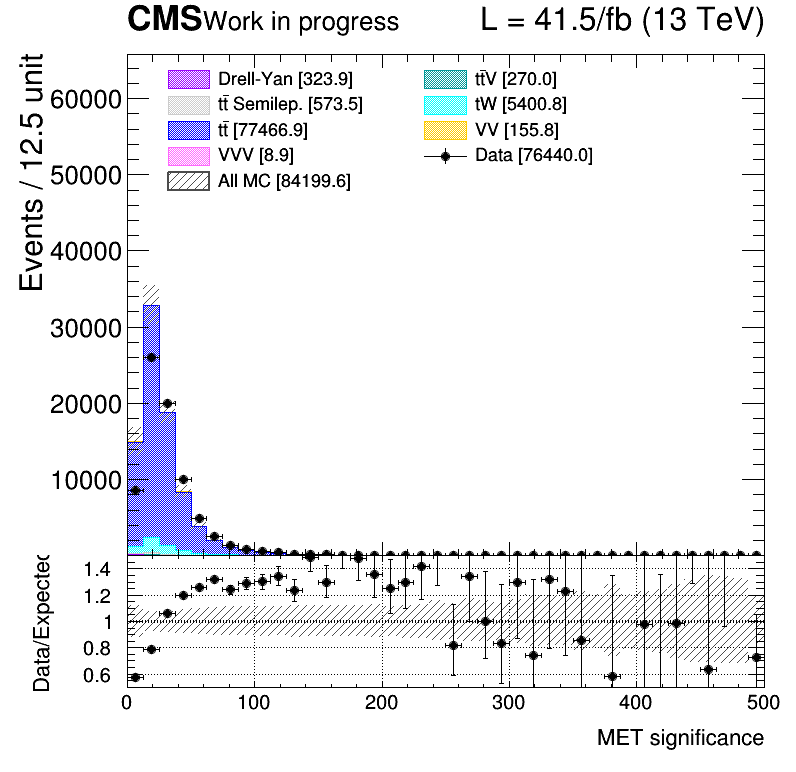 CMS Work in progress L = 41.5/fb (13 TeV)
Events / 12.5 unit
Drell-Yan [323.9]
tt̄V [270.0]
tt̄ Semilep. [573.5]
tW [5400.8]
tt̄ [77466.9]
VV [155.8]
VVV [8.9]
Data [76440.0]
All MC [84199.6]
60000
50000
40000
30000
20000
10000
Data/Expected
1.4
1.2
1
0.8
0.6
0 100 200 300 400 500
MET significance